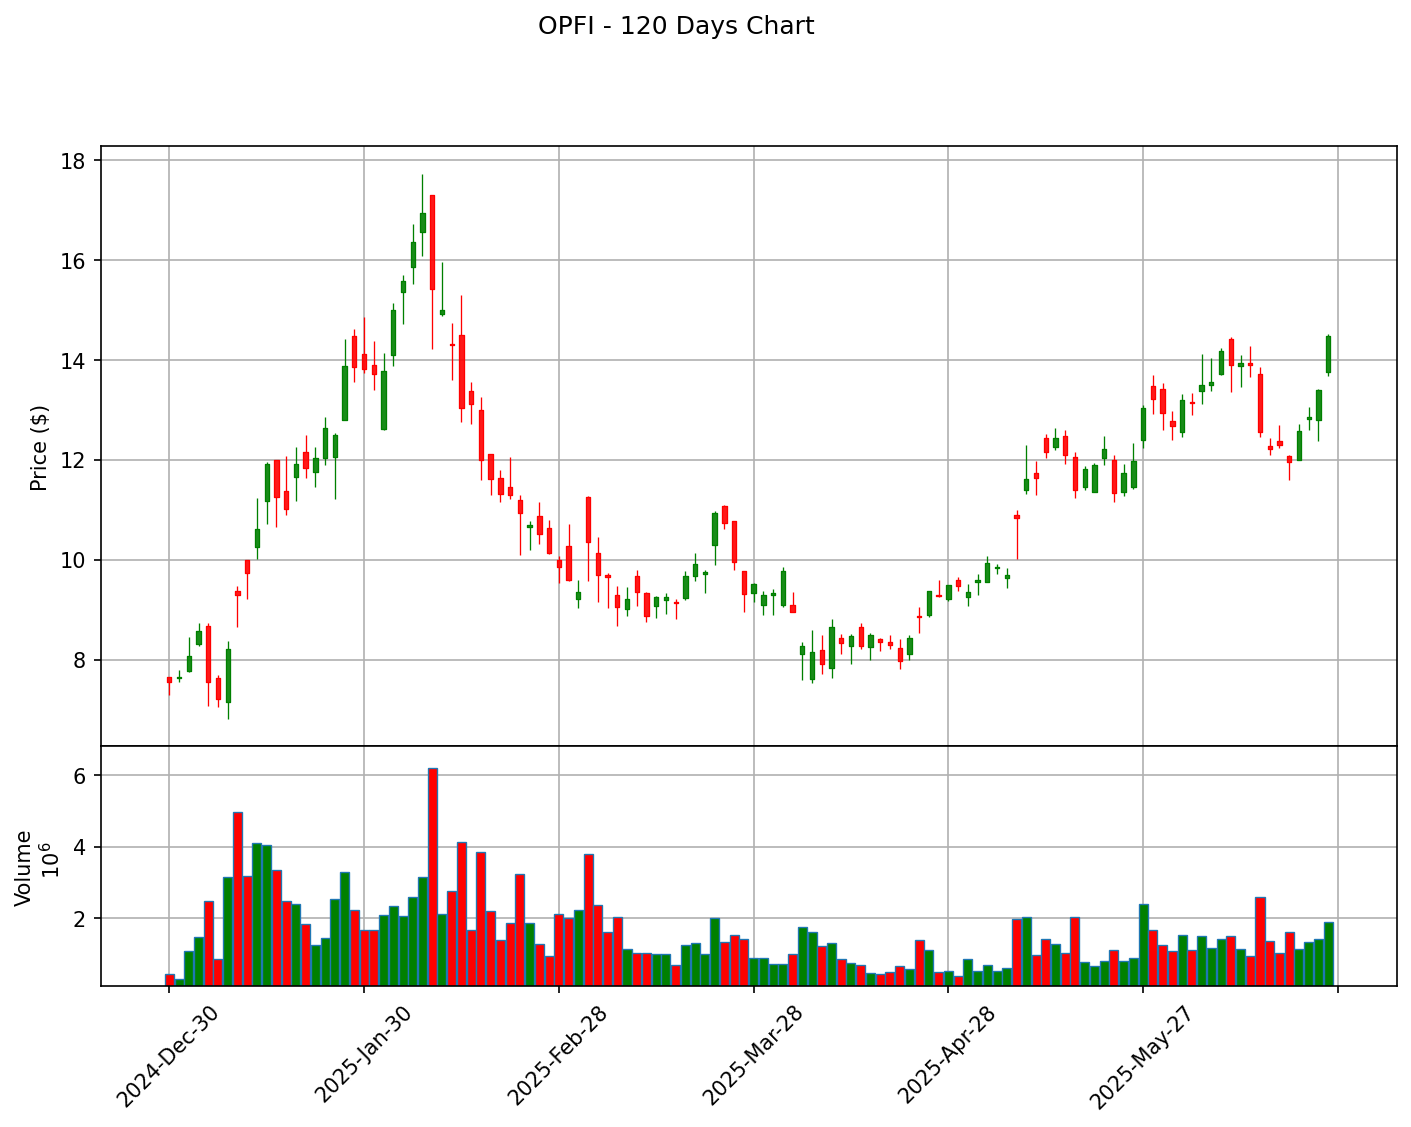 OPFI - 120 Days Chart
18
16
14
12
10
8
Price ($)
6
4
2
Volume
10^6
2024-Dec-30
2025-Jan-30
2025-Feb-28
2025-Mar-28
2025-Apr-28
2025-May-27